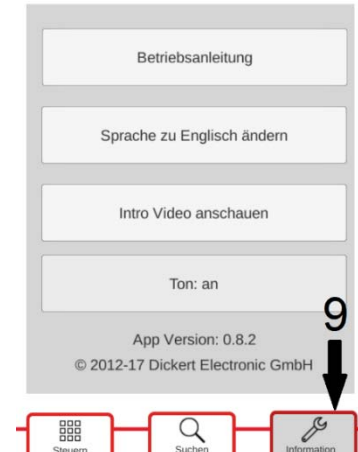 Betriebsanleitung
Sprache zu Englisch ändern
Intro Video anschauen
Ton: an
9
App Version: 0.8.2
© 2012-17 Dickert Electronic GmbH
Steuern
Suchen
Information